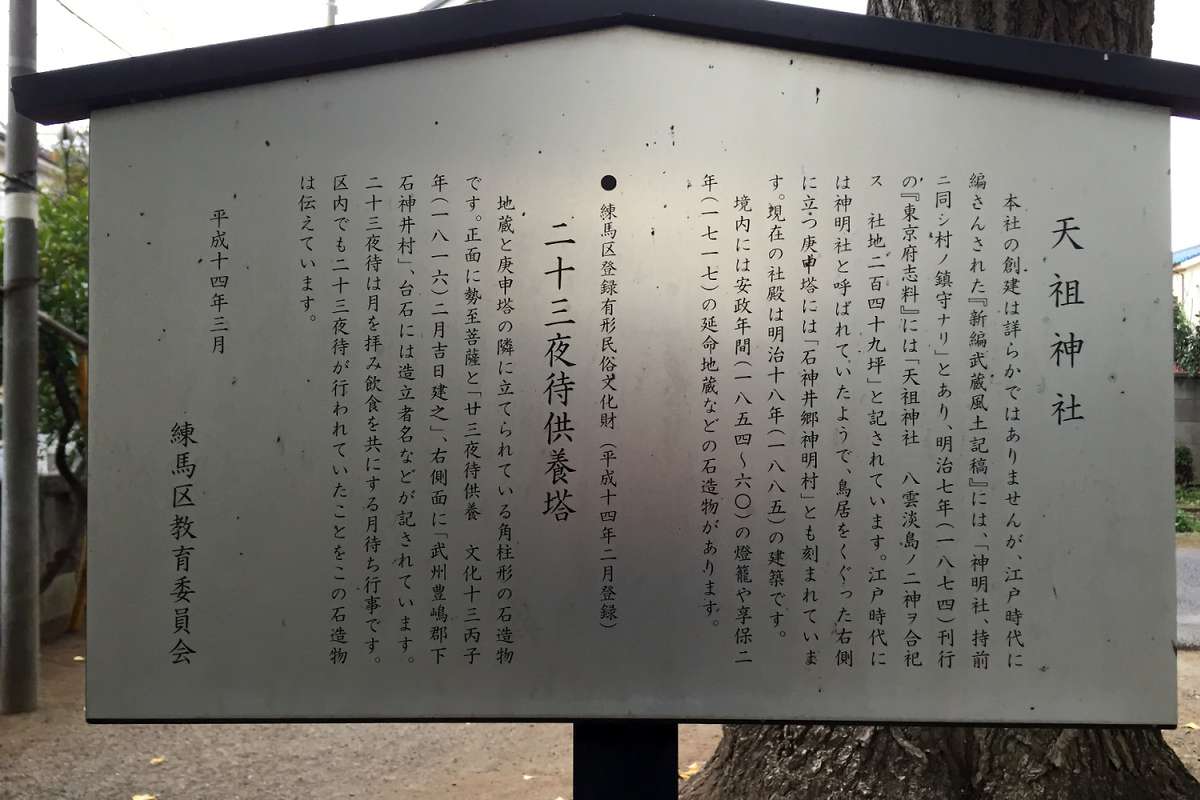 天祖神社
本社の創建は詳らかではありませんが、江戸時代に
編さんされた『新編武蔵風土記稿』には、「神明社、持前
ニ同シ村ノ鎮守ナリ」とあり、明治七年(一八七四)刊行
の『東京府志料』には「天祖神社 八雲淡島ノ二神ヲ合祀
ス 社地二百四十九坪」と記されています。江戸時代に
は神明社と呼ばれていたようで、鳥居をくぐった右側
に立つ庚申塔には「石神井郷神明村」とも刻まれていま
す。現在の社殿は明治十八年(一八八五)の建築です。
境内には安政年間(一八五四〜六〇)の燈籠や享保二
年(一七一七)の延命地蔵などの石造物があります。
● 練馬区登録有形民俗文化財(平成十四年二月登録)
二十三夜待供養塔
地蔵と庚申塔の隣に立てられている角柱形の石造物
です。正面に勢至菩薩と「廿三夜待供養 文化十三丙子
年(一八一六)二月吉日建之」、右側面に「武州豊嶋郡下
石神井村」、台石には造立者名などが記されています。
二十三夜待は月を拝み飲食を共にする月待ち行事です。
区内でも二十三夜待が行われていたことをこの石造物
は伝えています。
平成十四年三月
練馬区教育委員会